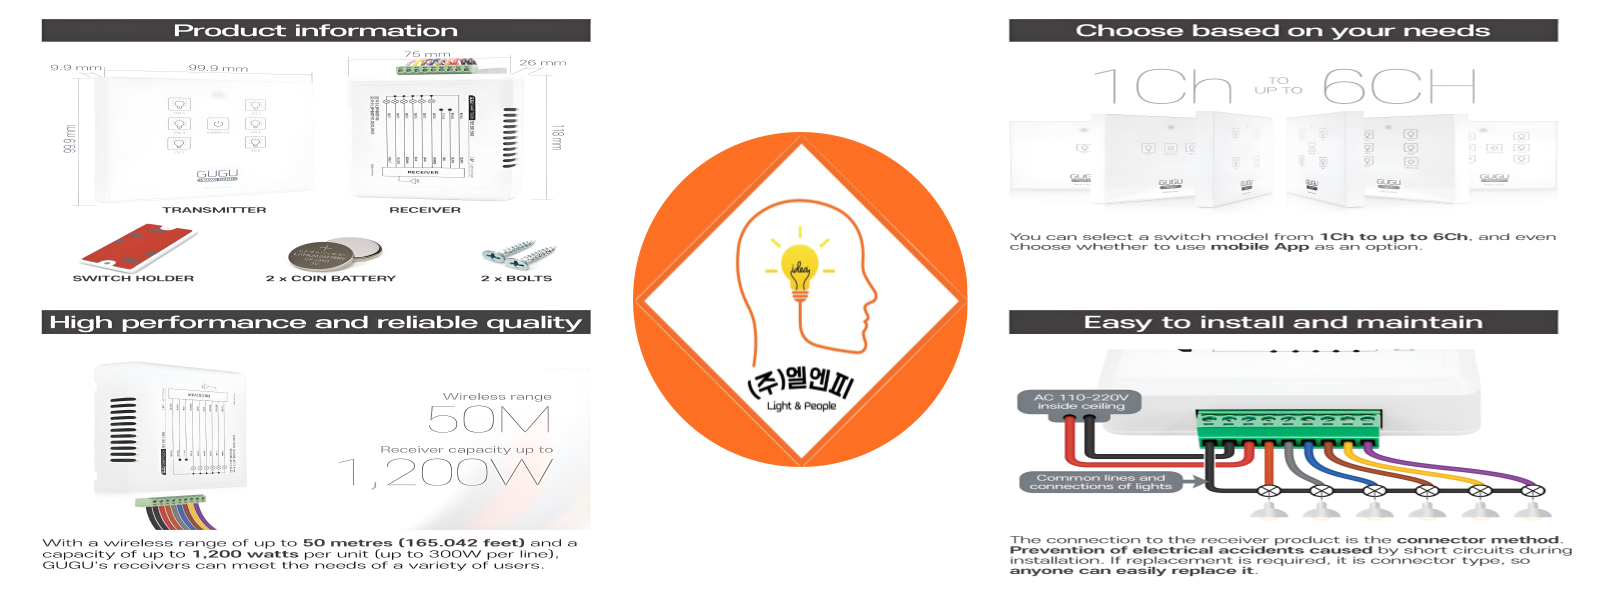 Product information
75 mm
9.9 mm
99.9 mm
26 mm
99.9mm
118 mm
GUGU
RECEIVER
TRANSMITTER
RECEIVER
SWITCH HOLDER
2 x COIN BATTERY
2 x BOLTS
High performance and reliable quality
RECEIVER
Wireless range
50M
Receiver capacity up to
1,200W
With a wireless range of up to 50 metres (165.042 feet) and a
capacity of up to 1,200 watts per unit (up to 300W per line),
GUGU's receivers can meet the needs of a variety of users.
idea
(주)엘엔피
Light & People
Choose based on your needs
1Ch TO UP TO 6CH
GUGU
GUGU
GUGU
GUGU
GUGU
You can select a switch model from 1Ch to up to 6Ch, and even
choose whether to use mobile App as an option.
Easy to install and maintain
AC 110-220V
inside ceiling
Common lines and
connections of lights
The connection to the receiver product is the connector method.
Prevention of electrical accidents caused by short circuits during
installation. If replacement is required, it is connector type, so
anyone can easily replace it.